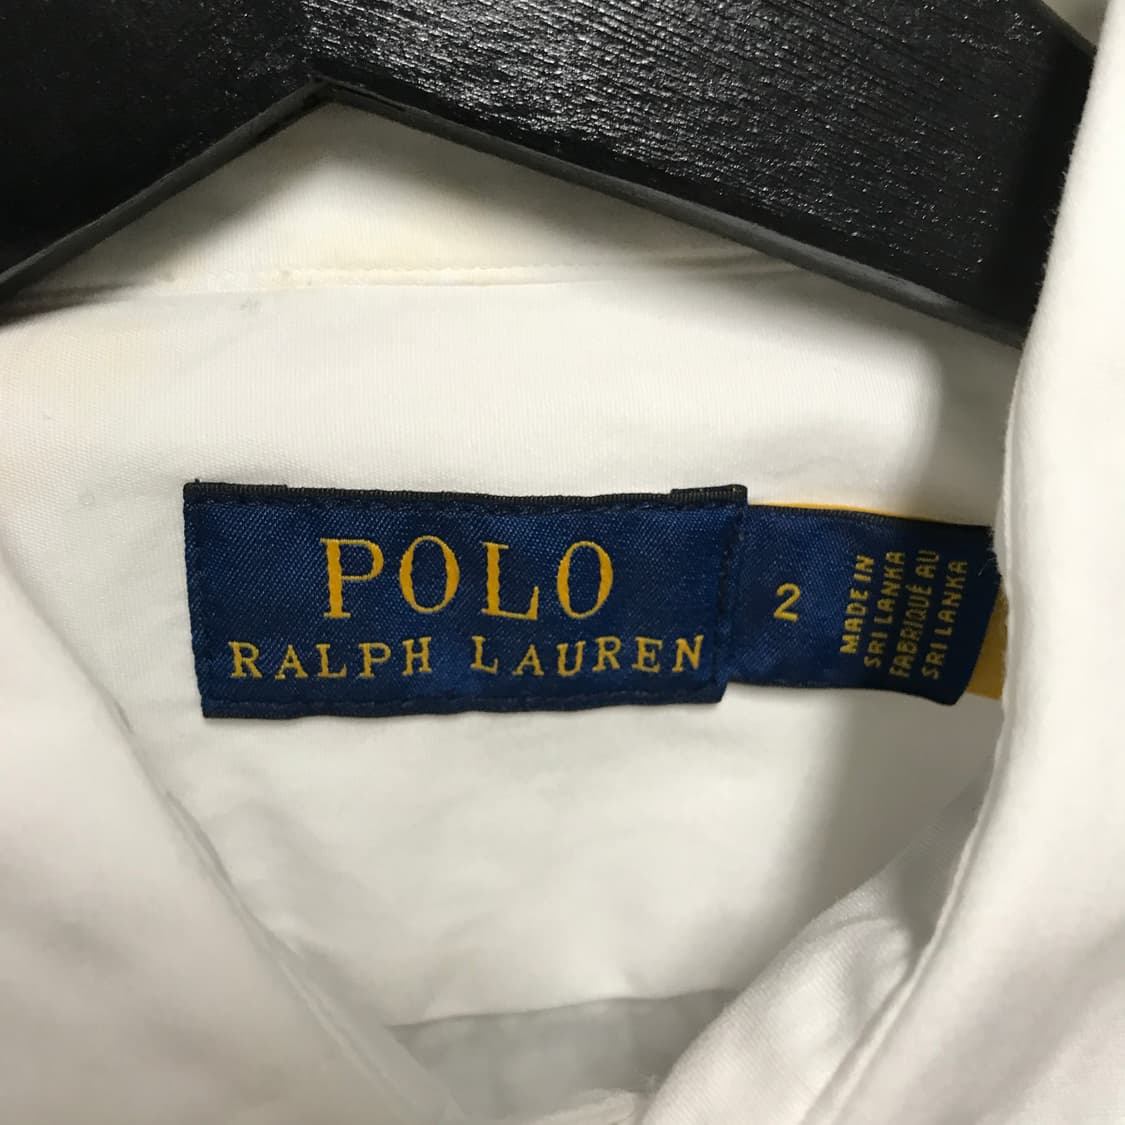 POLO
RALPH LAUREN
2
MADE IN
SRI LANKA
FABRIQUÉ AU
SRI LANKA